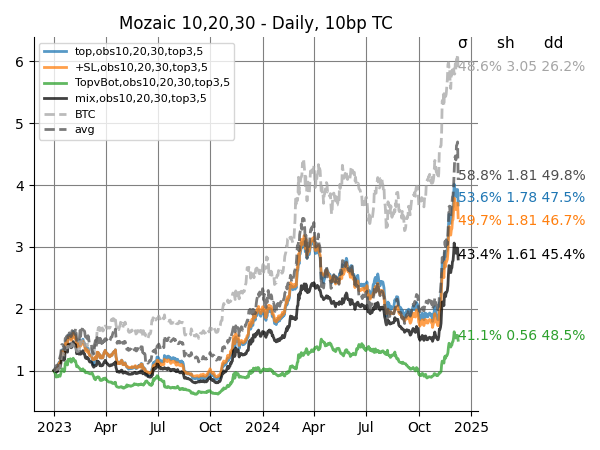 Mozaic 10,20,30 - Daily, 10bp TC
σ sh dd
top,obs10,20,30,top3,5
+SL,obs10,20,30,top3,5
TopvBot,obs10,20,30,top3,5
mix,obs10,20,30,top3,5
BTC
avg
48.6% 3.05 26.2%
58.8% 1.81 49.8%
53.6% 1.78 47.5%
49.7% 1.81 46.7%
43.4% 1.61 45.4%
41.1% 0.56 48.5%
6
5
4
3
2
1
2023 Apr Jul Oct 2024 Apr Jul Oct 2025